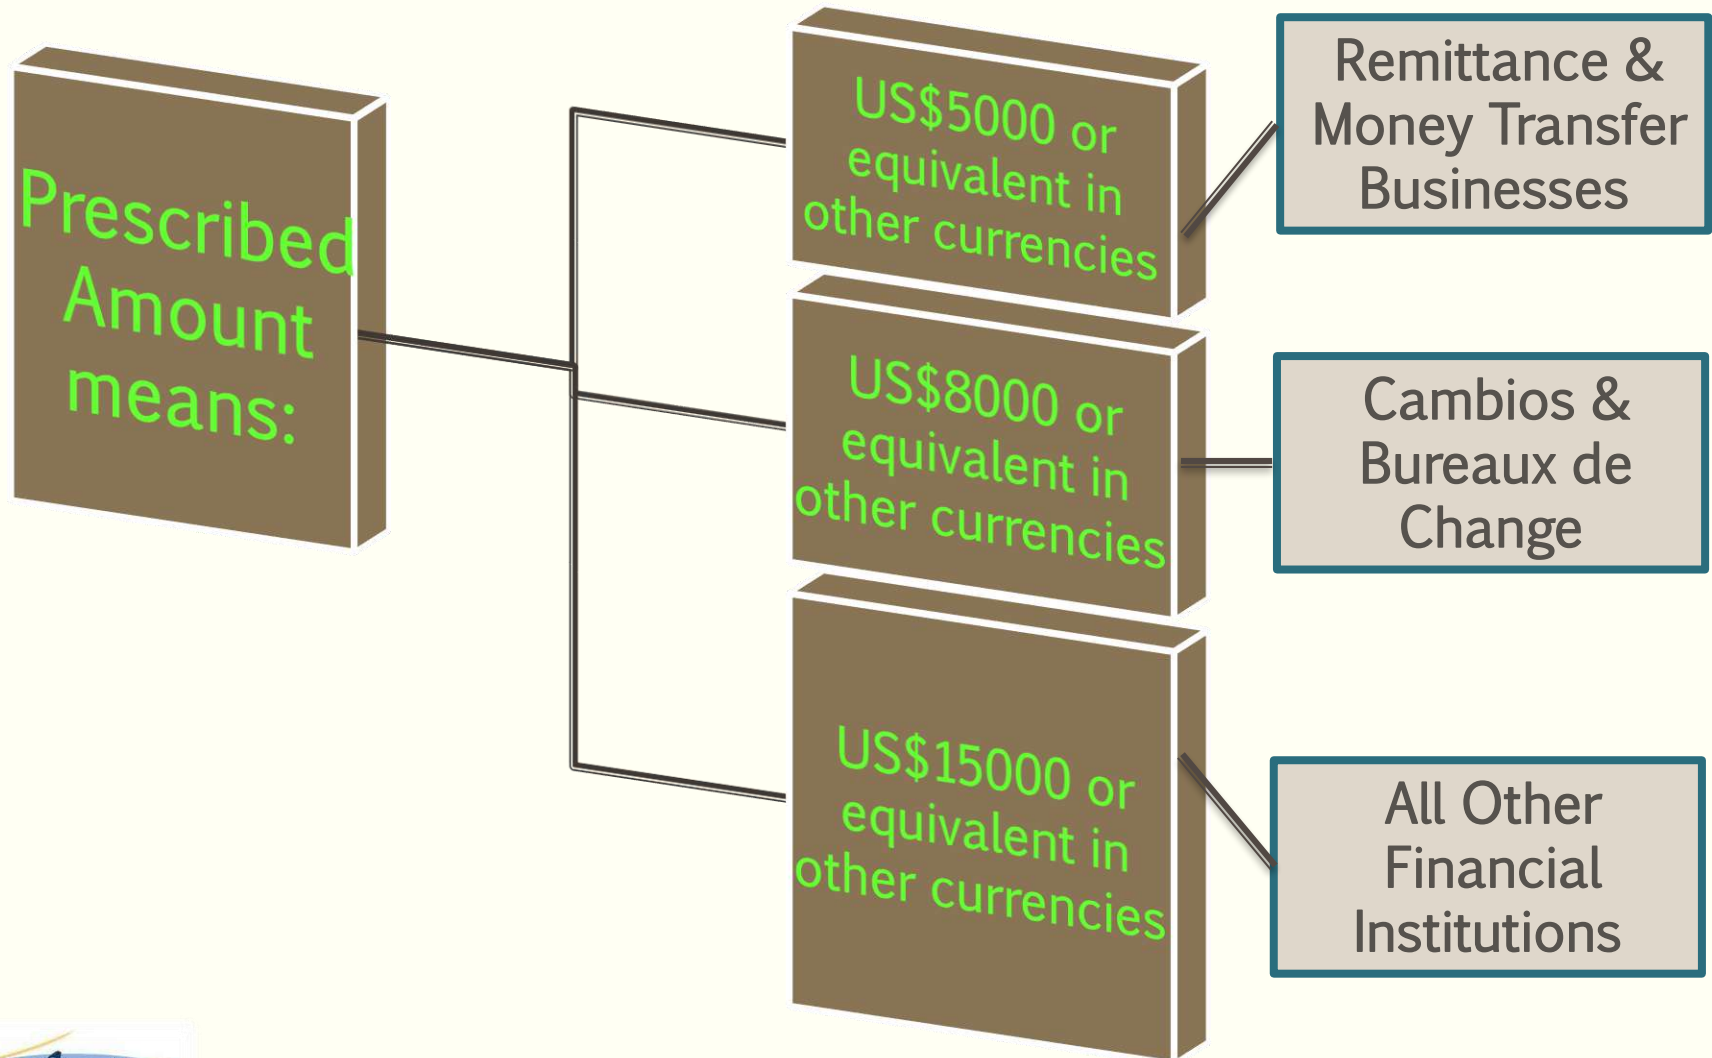 Prescribed
Amount
means:
US$5000 or
equivalent in
other currencies
Remittance &
Money Transfer
Businesses
US$8000 or
equivalent in
other currencies
Cambios &
Bureaux de
Change
US$15000 or
equivalent in
other currencies
All Other
Financial
Institutions